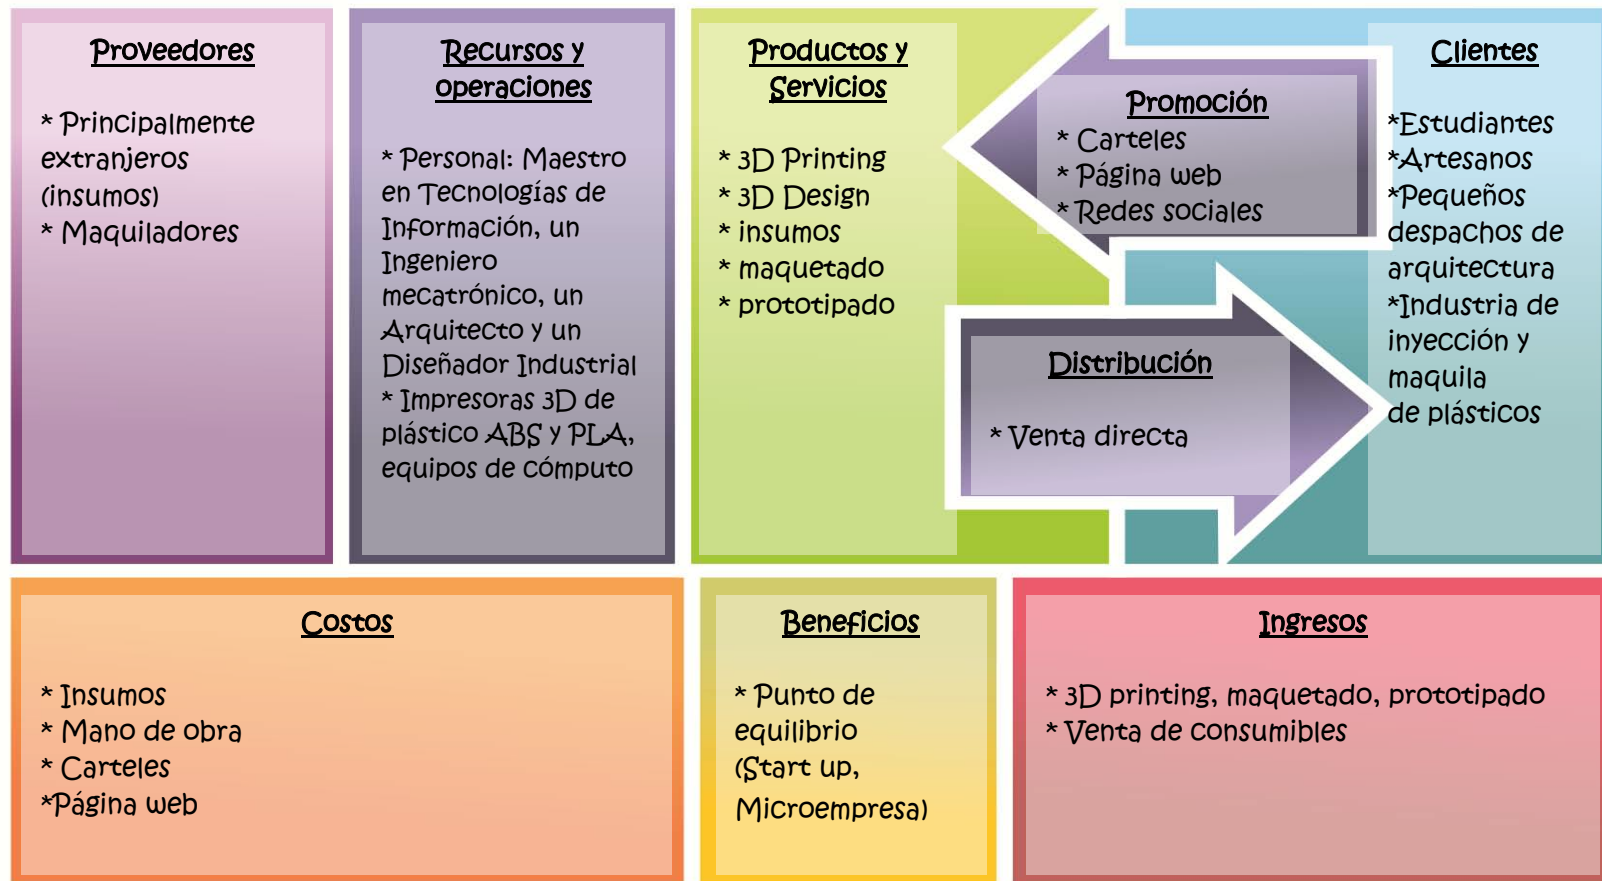 Proveedores
* Principalmente
extranjeros
(insumos)
* Maquiladores
Recursos y
operaciones
* Personal: Maestro
en Tecnologías de
Información, un
Ingeniero
mecatrónico, un
Arquitecto y un
Diseñador Industrial
* Impresoras 3D de
plástico ABS y PLA,
equipos de cómputo
Productos y
Servicios
* 3D Printing
* 3D Design
* insumos
* maquetado
* prototipado
Promoción
* Carteles
* Página web
* Redes sociales
Distribución
* Venta directa
Clientes
*Estudiantes
*Artesanos
*Pequeños
despachos de
arquitectura
*Industria de
inyección y
maquila
de plásticos
Costos
* Insumos
* Mano de obra
* Carteles
*Página web
Beneficios
* Punto de
equilibrio
(Start up,
Microempresa)
Ingresos
* 3D printing, maquetado, prototipado
* Venta de consumibles